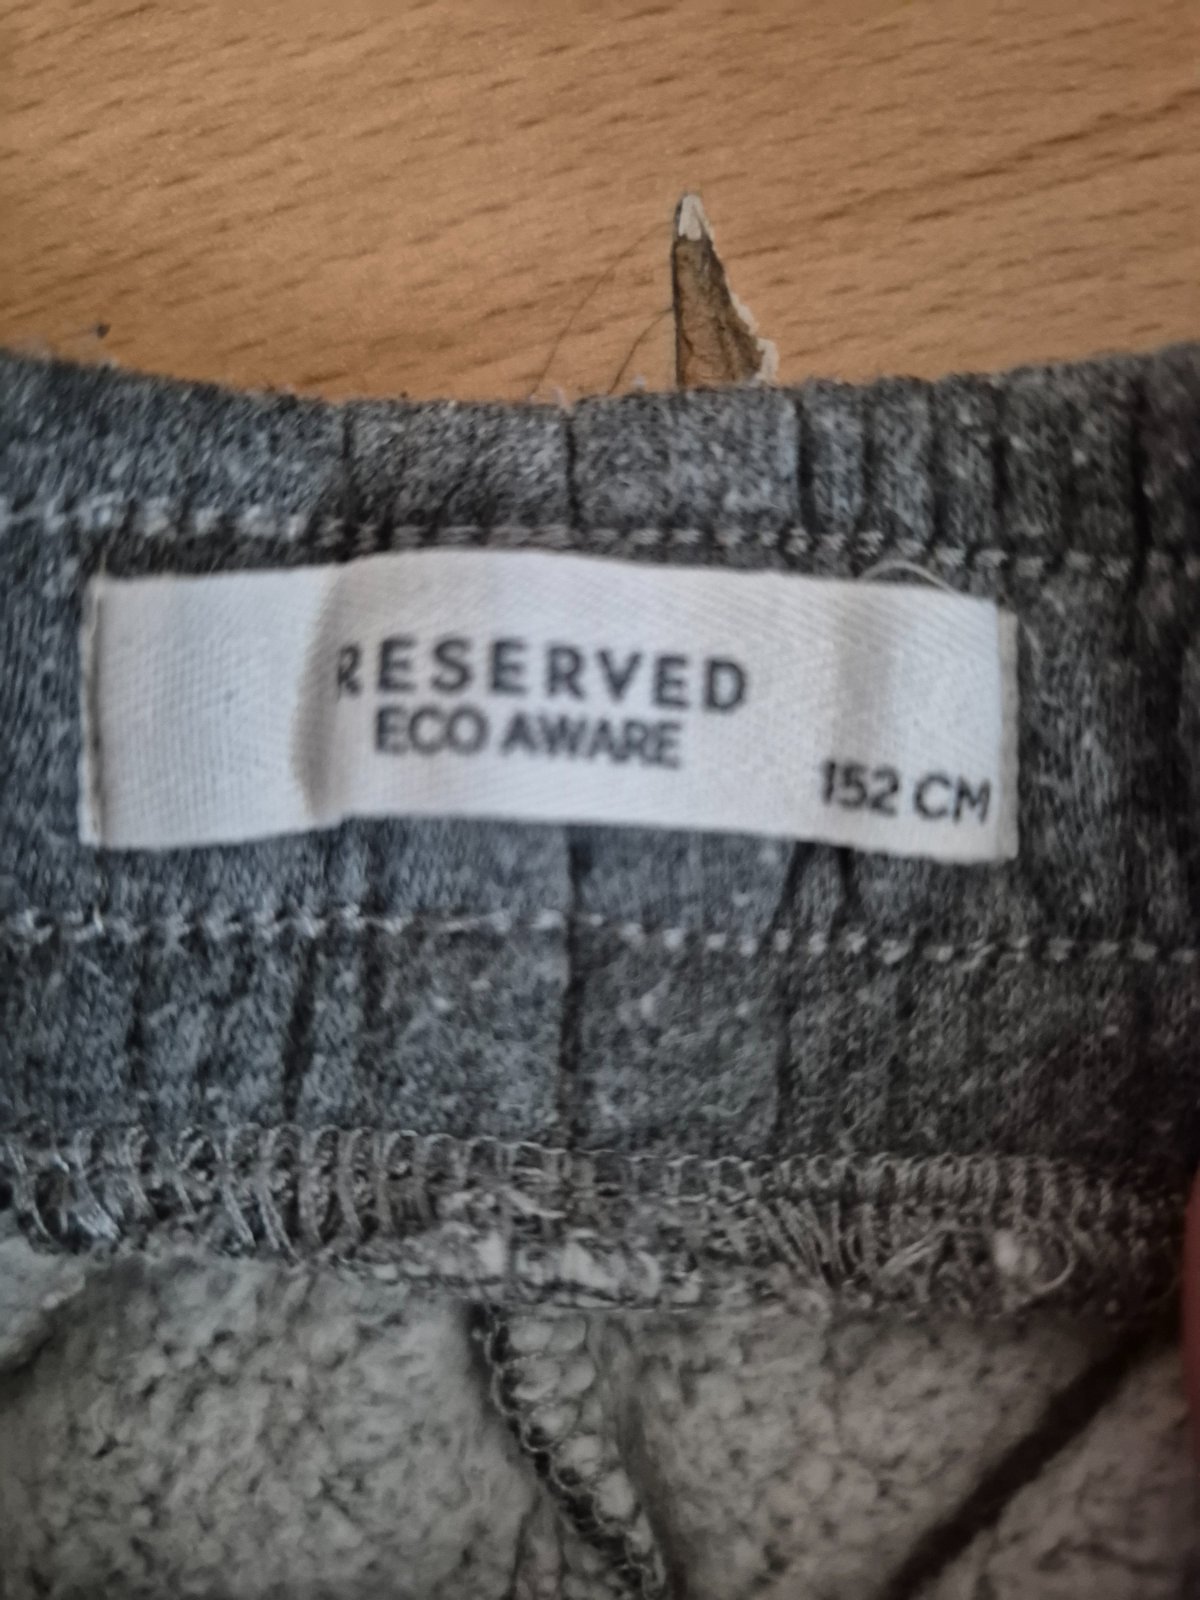 RESERVED
ECO AWARE
152 CM